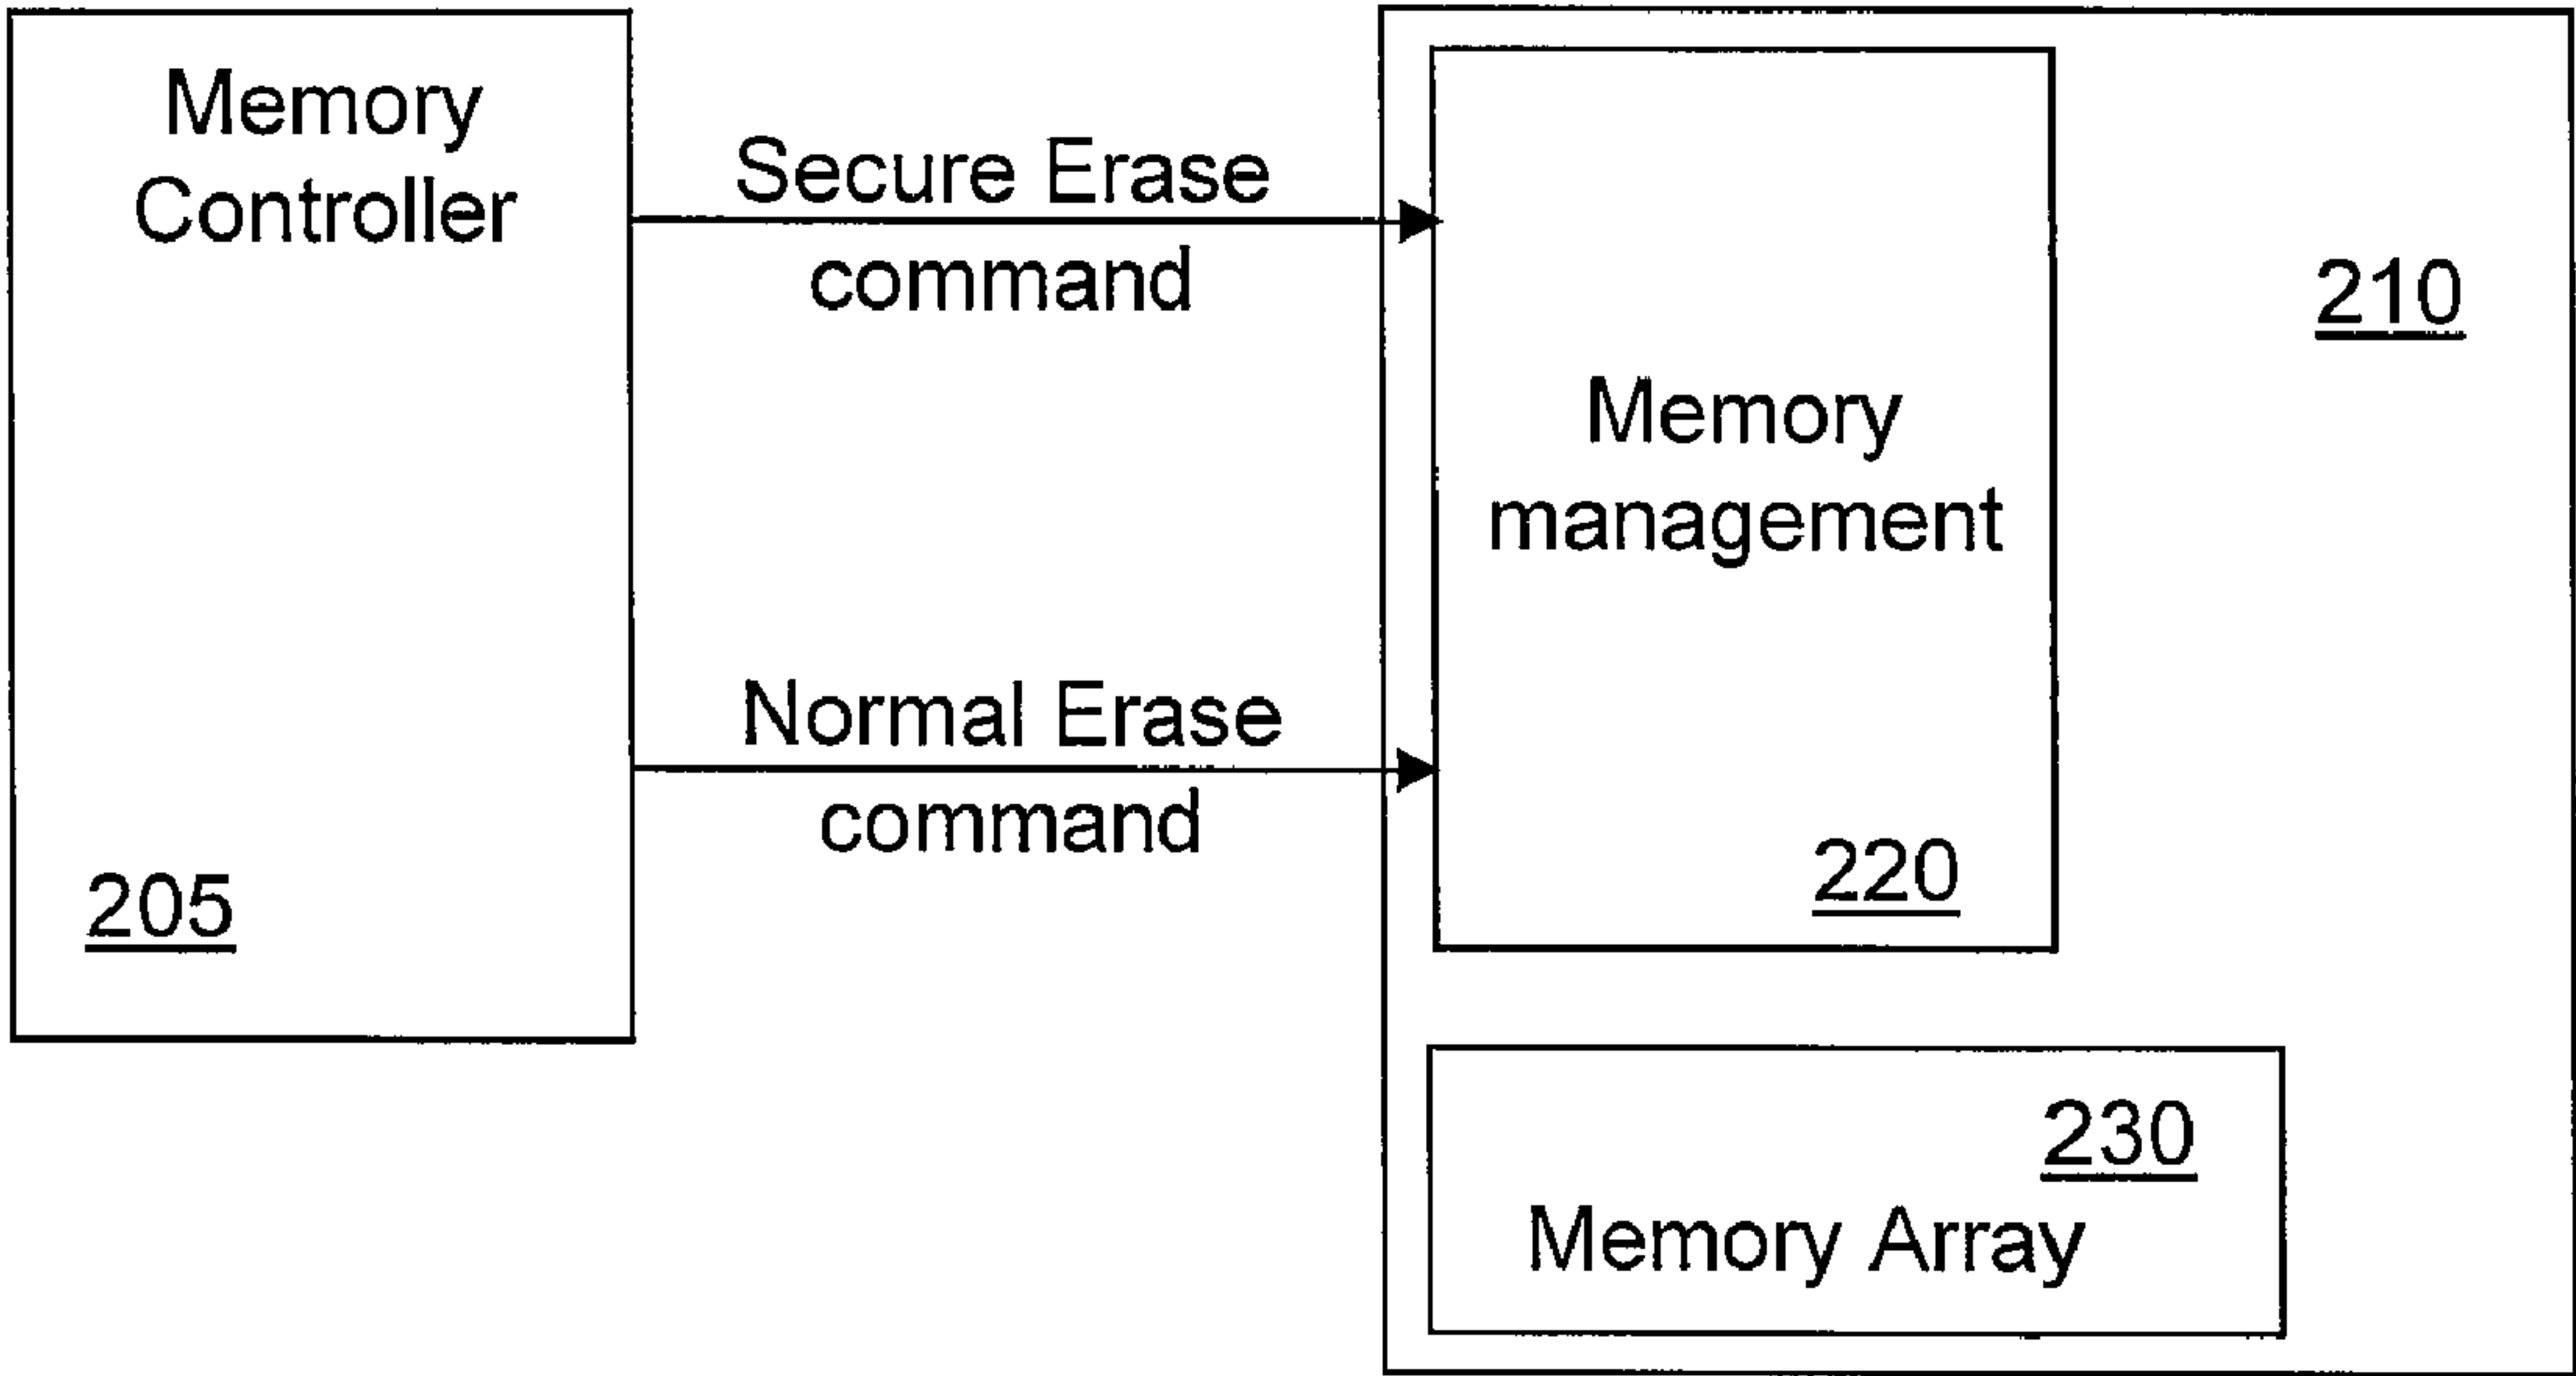 Memory
Controller
205
Secure Erase
command
Normal Erase
command
210
Memory
management
220
230
Memory Array